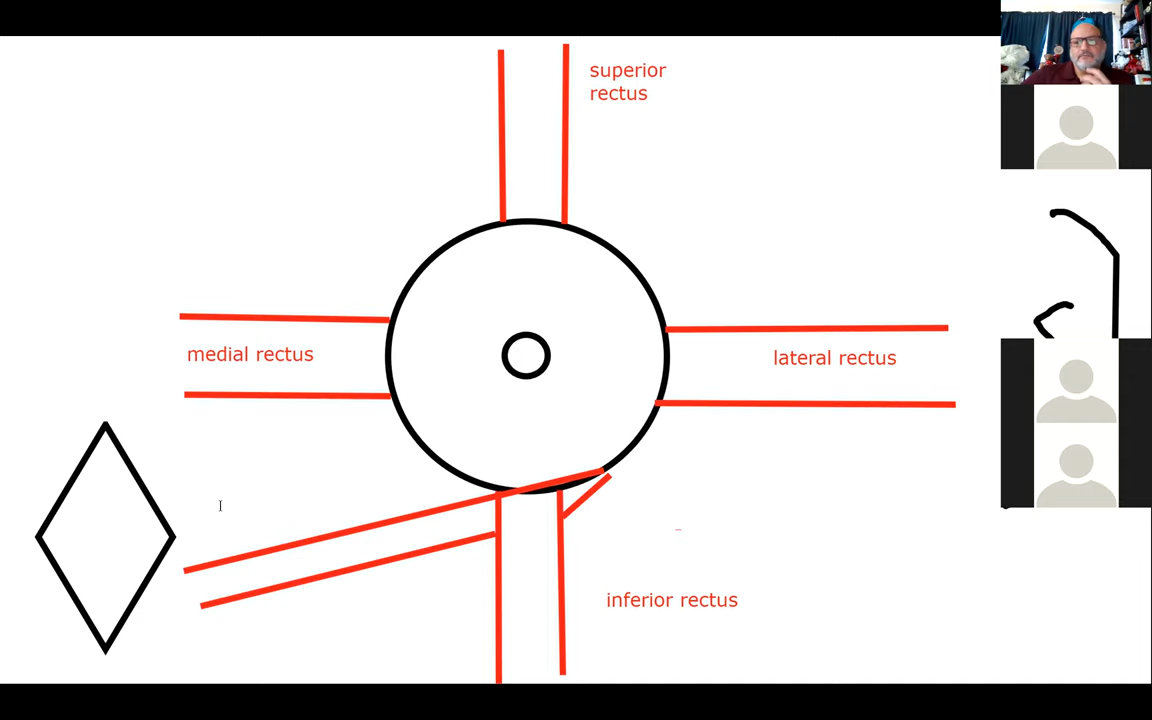 superior
rectus
medial rectus
lateral rectus
inferior rectus